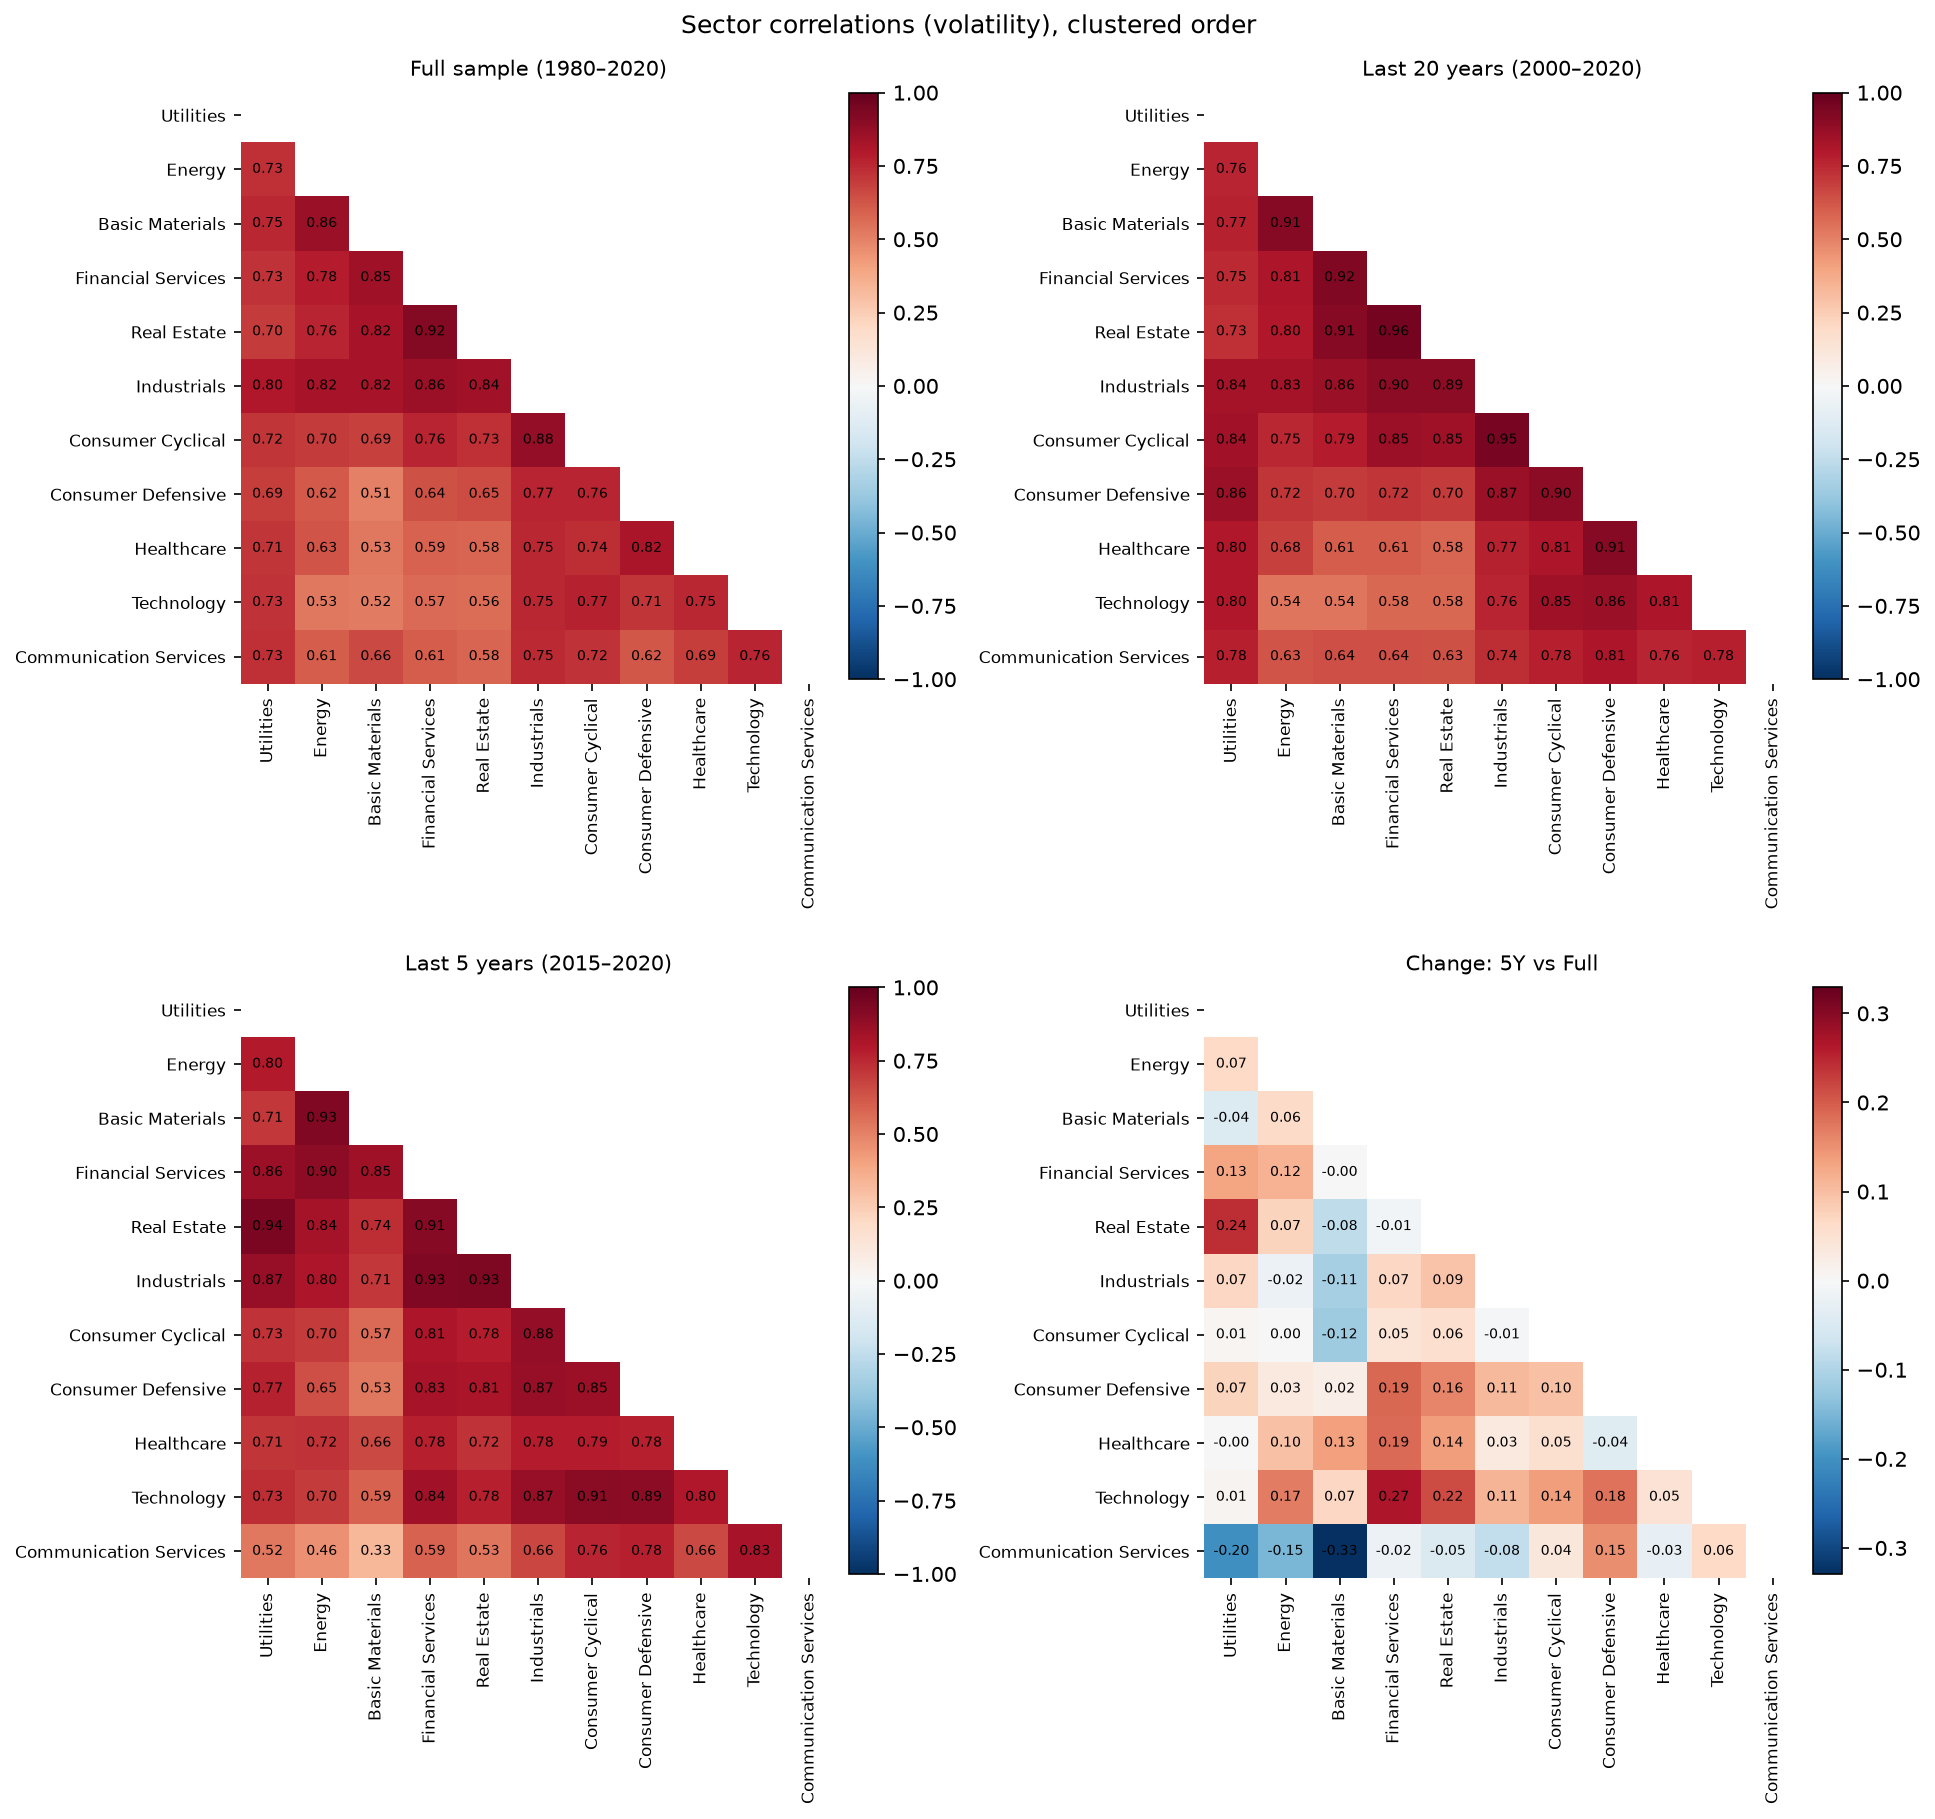 Sector correlations (volatility), clustered order
Full sample (1980–2020)
Utilities
Energy 0.73
Basic Materials 0.75 0.86
Financial Services 0.73 0.78 0.85
Real Estate 0.70 0.76 0.82 0.92
Industrials 0.80 0.82 0.82 0.86 0.84
Consumer Cyclical 0.72 0.70 0.69 0.76 0.73 0.88
Consumer Defensive 0.69 0.62 0.51 0.64 0.65 0.77 0.76
Healthcare 0.71 0.63 0.53 0.59 0.58 0.75 0.74 0.82
Technology 0.73 0.53 0.52 0.57 0.56 0.75 0.77 0.71 0.75
Communication Services 0.73 0.61 0.66 0.61 0.58 0.75 0.72 0.62 0.69 0.76
Utilities
Energy
Basic Materials
Financial Services
Real Estate
Industrials
Consumer Cyclical
Consumer Defensive
Healthcare
Technology
Communication Services
1.00
0.75
0.50
0.25
0.00
−0.25
−0.50
−0.75
−1.00
Last 20 years (2000–2020)
Utilities
Energy 0.76
Basic Materials 0.77 0.91
Financial Services 0.75 0.81 0.92
Real Estate 0.73 0.80 0.91 0.96
Industrials 0.84 0.83 0.86 0.90 0.89
Consumer Cyclical 0.84 0.75 0.79 0.85 0.85 0.95
Consumer Defensive 0.86 0.72 0.70 0.72 0.70 0.87 0.90
Healthcare 0.80 0.68 0.61 0.61 0.58 0.77 0.81 0.91
Technology 0.80 0.54 0.54 0.58 0.58 0.76 0.85 0.86 0.81
Communication Services 0.78 0.63 0.64 0.64 0.63 0.74 0.78 0.81 0.76 0.78
Utilities
Energy
Basic Materials
Financial Services
Real Estate
Industrials
Consumer Cyclical
Consumer Defensive
Healthcare
Technology
Communication Services
1.00
0.75
0.50
0.25
0.00
−0.25
−0.50
−0.75
−1.00
Last 5 years (2015–2020)
Utilities
Energy 0.80
Basic Materials 0.71 0.93
Financial Services 0.86 0.90 0.85
Real Estate 0.94 0.84 0.74 0.91
Industrials 0.87 0.80 0.71 0.93 0.93
Consumer Cyclical 0.73 0.70 0.57 0.81 0.78 0.88
Consumer Defensive 0.77 0.65 0.53 0.83 0.81 0.87 0.85
Healthcare 0.71 0.72 0.66 0.78 0.72 0.78 0.79 0.78
Technology 0.73 0.70 0.59 0.84 0.78 0.87 0.91 0.89 0.80
Communication Services 0.52 0.46 0.33 0.59 0.53 0.66 0.76 0.78 0.66 0.83
Utilities
Energy
Basic Materials
Financial Services
Real Estate
Industrials
Consumer Cyclical
Consumer Defensive
Healthcare
Technology
Communication Services
1.00
0.75
0.50
0.25
0.00
−0.25
−0.50
−0.75
−1.00
Change: 5Y vs Full
Utilities
Energy 0.07
Basic Materials -0.04 0.06
Financial Services 0.13 0.12 -0.00
Real Estate 0.24 0.07 -0.08 -0.01
Industrials 0.07 -0.02 -0.11 0.07 0.09
Consumer Cyclical 0.01 0.00 -0.12 0.05 0.06 -0.01
Consumer Defensive 0.07 0.03 0.02 0.19 0.16 0.11 0.10
Healthcare -0.00 0.10 0.13 0.19 0.14 0.03 0.05 -0.04
Technology 0.01 0.17 0.07 0.27 0.22 0.11 0.14 0.18 0.05
Communication Services -0.20 -0.15 -0.33 -0.02 -0.05 -0.08 0.04 0.15 -0.03 0.06
Utilities
Energy
Basic Materials
Financial Services
Real Estate
Industrials
Consumer Cyclical
Consumer Defensive
Healthcare
Technology
Communication Services
0.3
0.2
0.1
0.0
−0.1
−0.2
−0.3